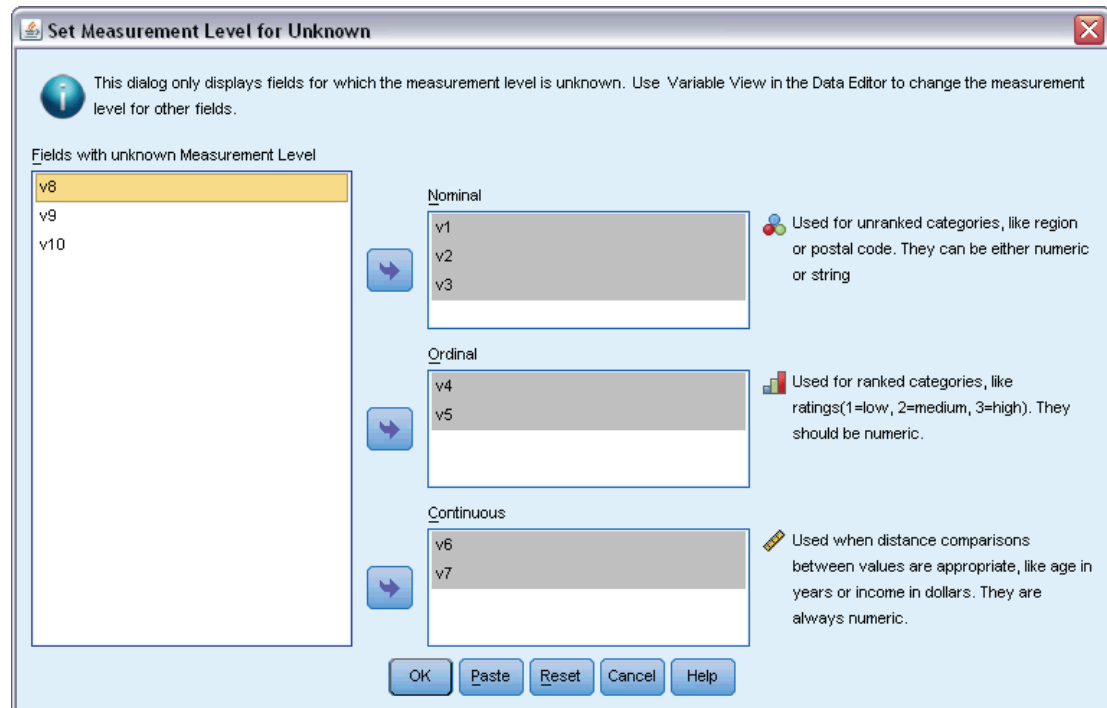 Set Measurement Level for Unknown
This dialog only displays fields for which the measurement level is unknown. Use Variable View in the Data Editor to change the measurement
level for other fields.
Fields with unknown Measurement Level
v8
v9
v10
Nominal
v1
v2
v3
Used for unranked categories, like region
or postal code. They can be either numeric
or string
Ordinal
v4
v5
Used for ranked categories, like
ratings(1=low, 2=medium, 3=high). They
should be numeric.
Continuous
v6
v7
Used when distance comparisons
between values are appropriate, like age in
years or income in dollars. They are
always numeric.
OK Paste Reset Cancel Help